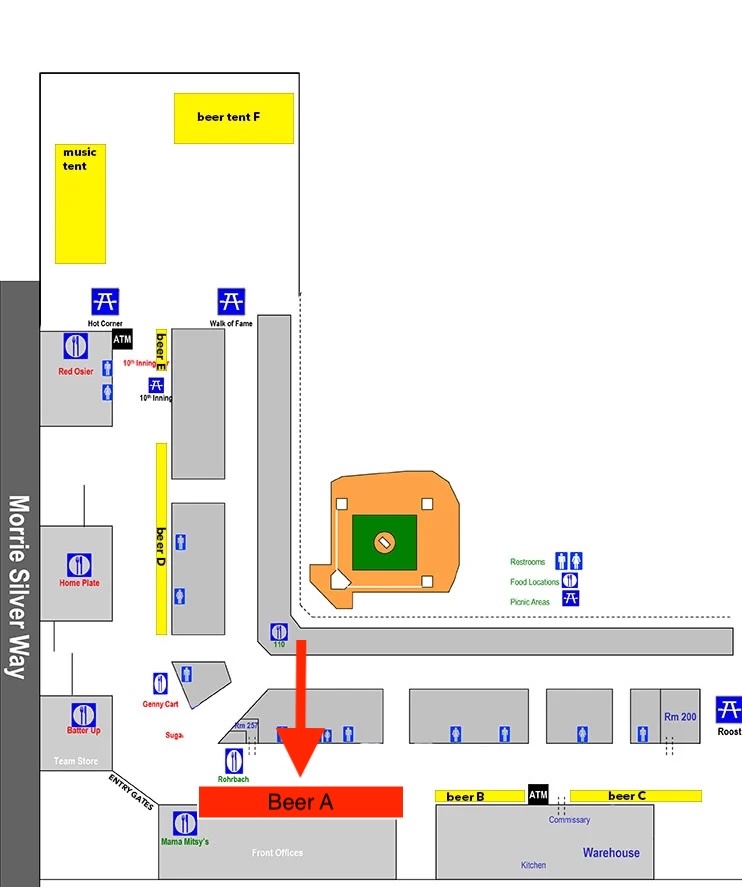 beer tent F
music
tent
Hot Corner
Walk of Fame
ATM
beer E
Red Osier
10th Inning
10th Inning
Morrie Silver Way
beer D
Home Plate
Restrooms
Food Locations
Picnic Areas
110
Genny Cart
Batter Up
Suga
Rm 257
Rm 200
Roost
Team Store
ENTRY GATES
Rohrbach
Beer A
beer B
ATM
beer C
Mama Mitsy's
Commissary
Front Offices
Warehouse
Kitchen